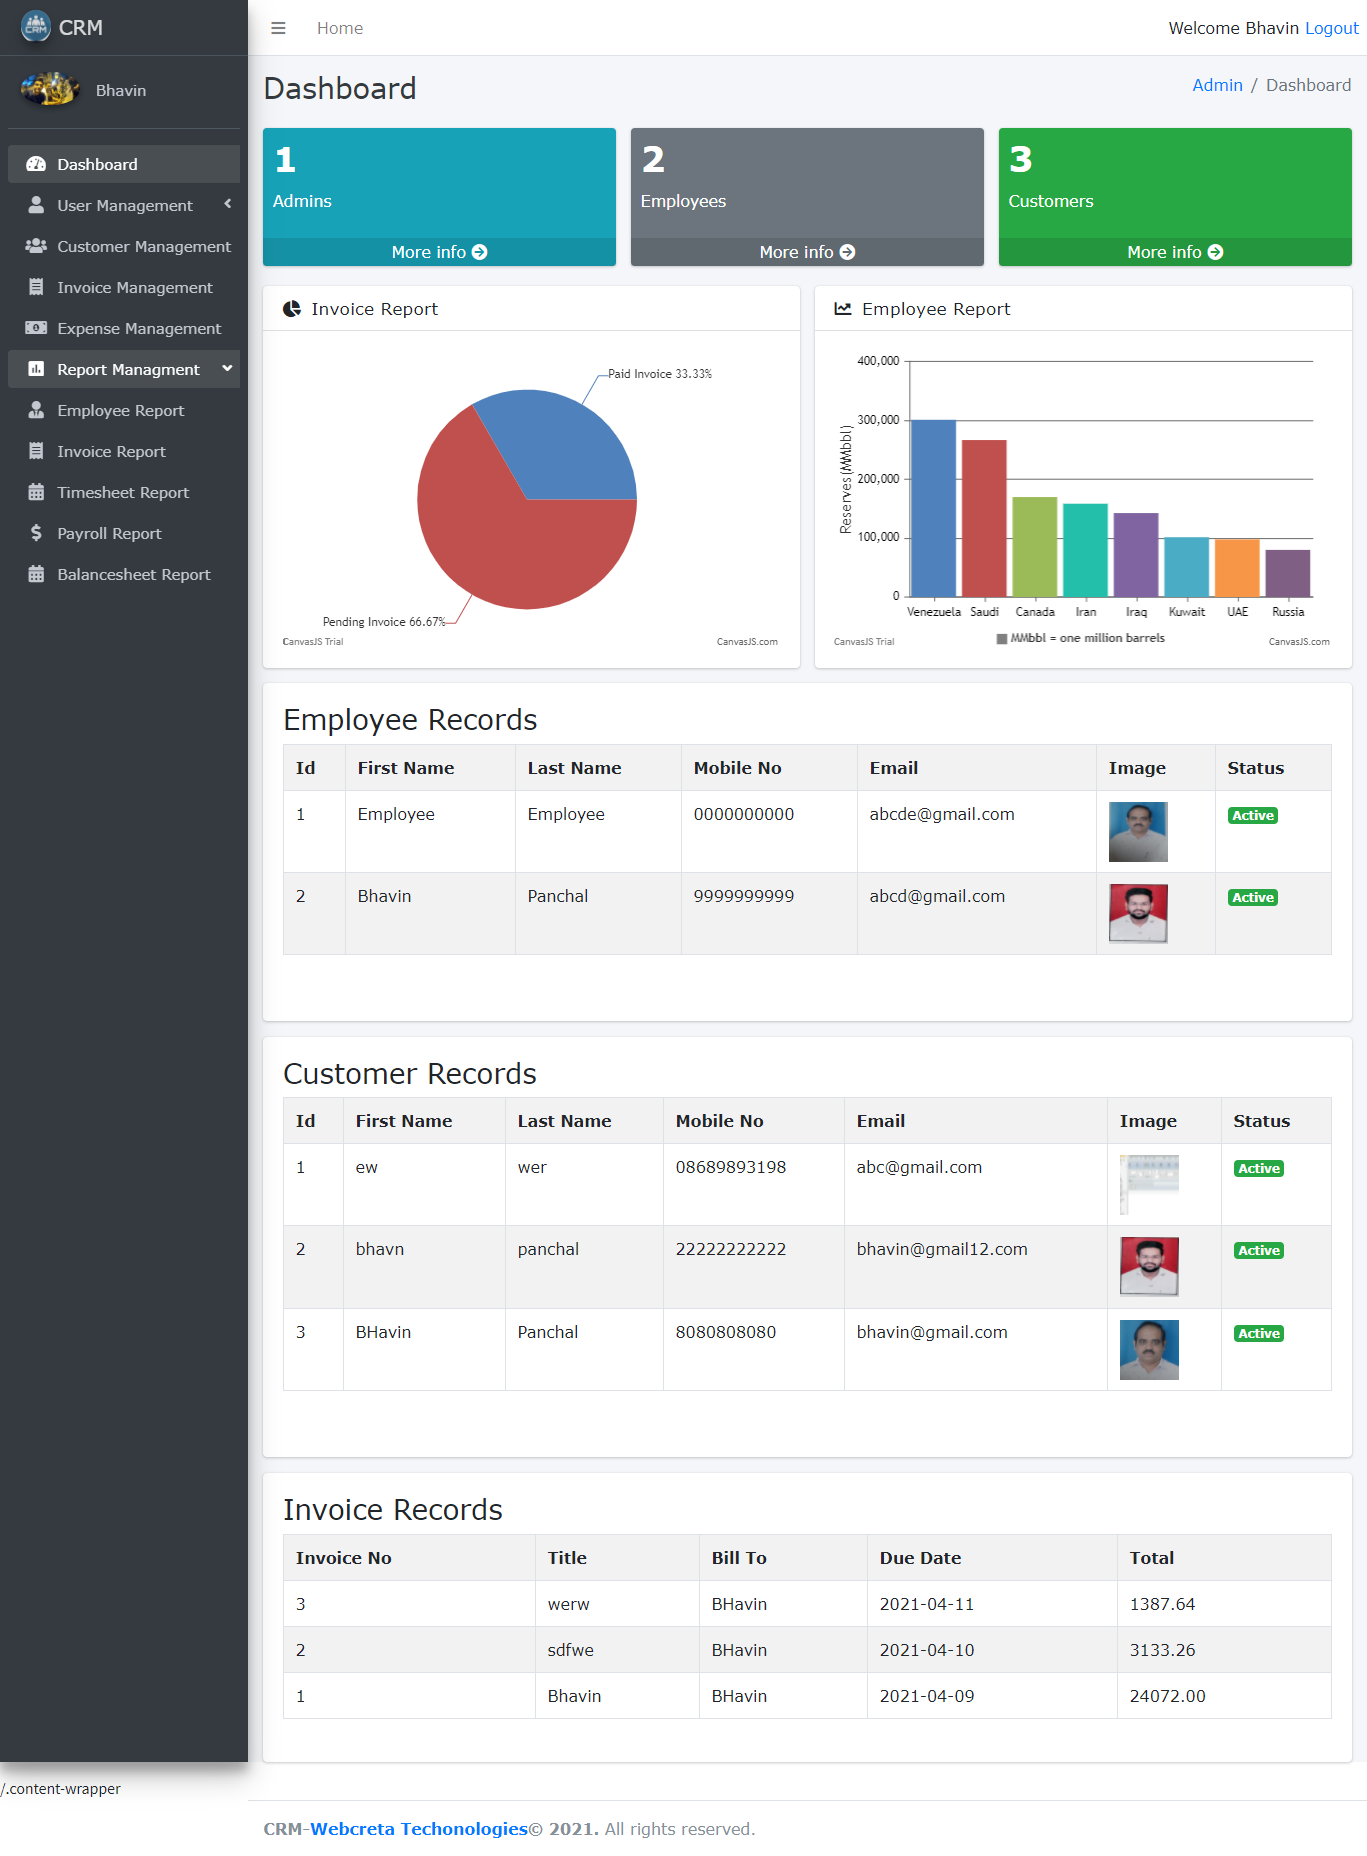 CRM
Home
Welcome Bhavin Logout
Bhavin
Dashboard
User Management
Customer Management
Invoice Management
Expense Management
Report Managment
Employee Report
Invoice Report
Timesheet Report
Payroll Report
Balancesheet Report
Dashboard
Admin / Dashboard
1
Admins
More info
2
Employees
More info
3
Customers
More info
Invoice Report
Paid Invoice 33.33%
Pending Invoice 66.67%
CanvasJS Trial
CanvasJS.com
Employee Report
Reserves(MMbbl)
400,000
300,000
200,000
100,000
0
Venezuela Saudi Canada Iran Iraq Kuwait UAE Russia
MMbbl = one million barrels
CanvasJS Trial
CanvasJS.com
Employee Records
Id First Name Last Name Mobile No Email Image Status
1 Employee Employee 0000000000 abcde@gmail.com Active
2 Bhavin Panchal 9999999999 abcd@gmail.com Active
Customer Records
Id First Name Last Name Mobile No Email Image Status
1 ew wer 08689893198 abc@gmail.com Active
2 bhavn panchal 22222222222 bhavin@gmail12.com Active
3 BHavin Panchal 8080808080 bhavin@gmail.com Active
Invoice Records
Invoice No Title Bill To Due Date Total
3 werw BHavin 2021-04-11 1387.64
2 sdfwe BHavin 2021-04-10 3133.26
1 Bhavin BHavin 2021-04-09 24072.00
/.content-wrapper
CRM-Webcreta Techonologies© 2021. All rights reserved.